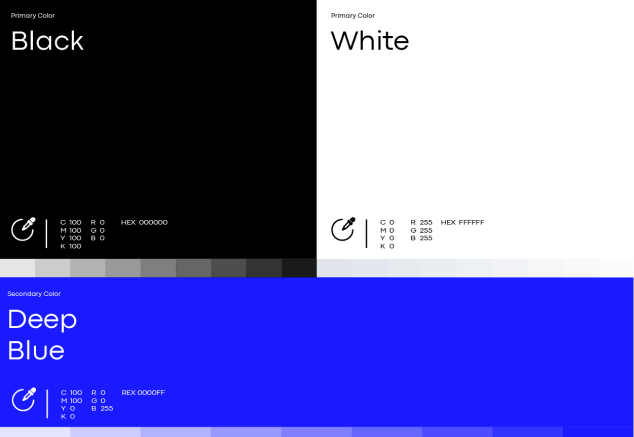 Primary Color
Black
C 100 R 0 HEX 000000
M 100 G 0
Y 100 B 0
K 100
Primary Color
White
C 0 R 255 HEX FFFFFF
M 0 G 255
Y 0 B 255
K 0
Secondary Color
Deep
Blue
C 100 R 0 REX 0000FF
M 100 G 0
Y 0 B 255
K 0